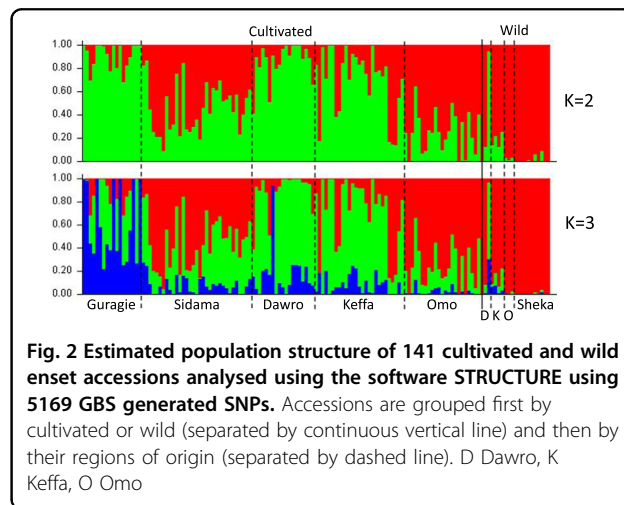 Cultivated Wild
1.00
0.80
0.60
0.40
0.20
0.00
K=2
1.00
0.80
0.60
0.40
0.20
0.00
K=3
Guragie Sidama Dawro Keffa Omo D K O Sheka
Fig. 2 Estimated population structure of 141 cultivated and wild
enset accessions analysed using the software STRUCTURE using
5169 GBS generated SNPs. Accessions are grouped first by
cultivated or wild (separated by continuous vertical line) and then by
their regions of origin (separated by dashed line). D Dawro, K
Keffa, O Omo